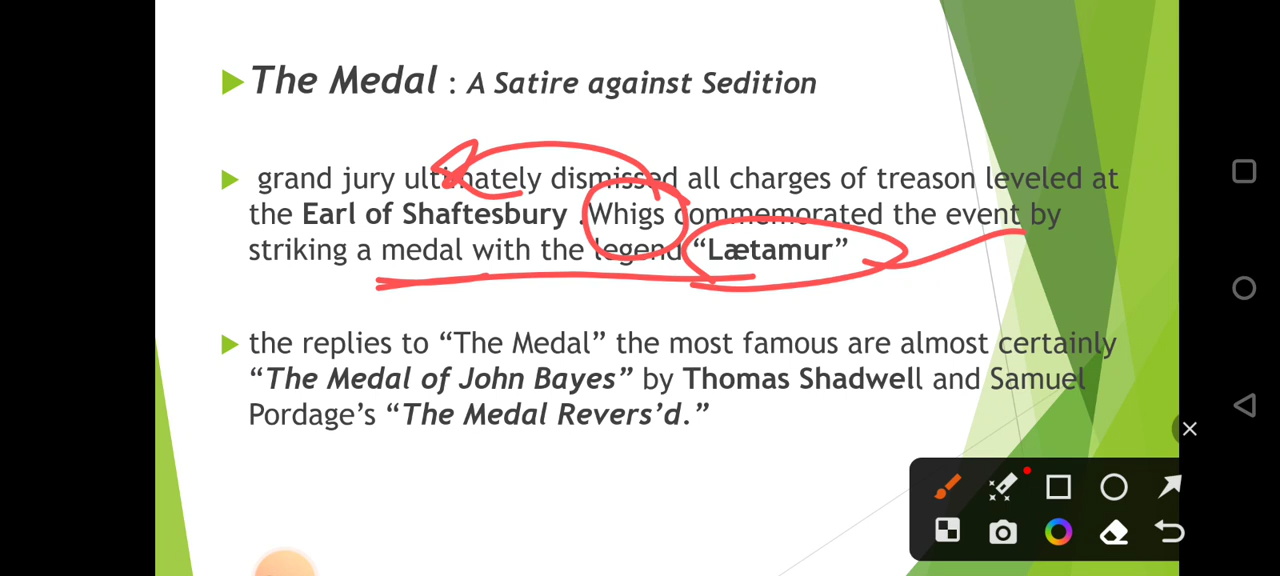 The Medal : A Satire against Sedition
grand jury ultimately dismissed all charges of treason leveled at
the Earl of Shaftesbury .Whigs commemorated the event by
striking a medal with the legend “Lætamur”
the replies to “The Medal” the most famous are almost certainly
“The Medal of John Bayes” by Thomas Shadwell and Samuel
Pordage’s “The Medal Revers’d.”